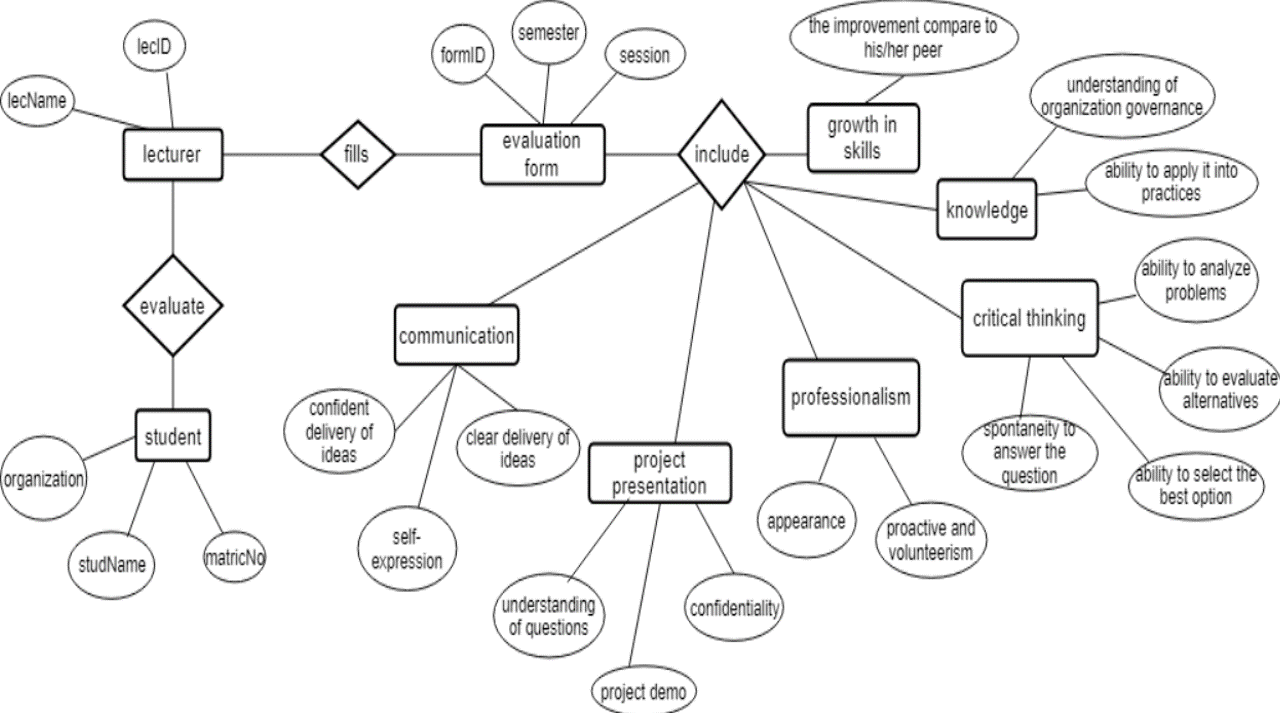 the improvement compare to
his/her peer
semester
lecID
formID
session
understanding of
organization governance
lecName
lecturer
fills
evaluation
form
include
growth in
skills
ability to apply it into
practices
knowledge
ability to analyze
problems
evaluate
communication
critical thinking
ability to evaluate
alternatives
professionalism
confident
delivery of
ideas
clear delivery of
ideas
student
spontaneity to
answer the
question
project
presentation
organization
ability to select the
best option
appearance
proactive and
volunteerism
self-
expression
studName
matricNo
understanding
of questions
confidentiality
project demo